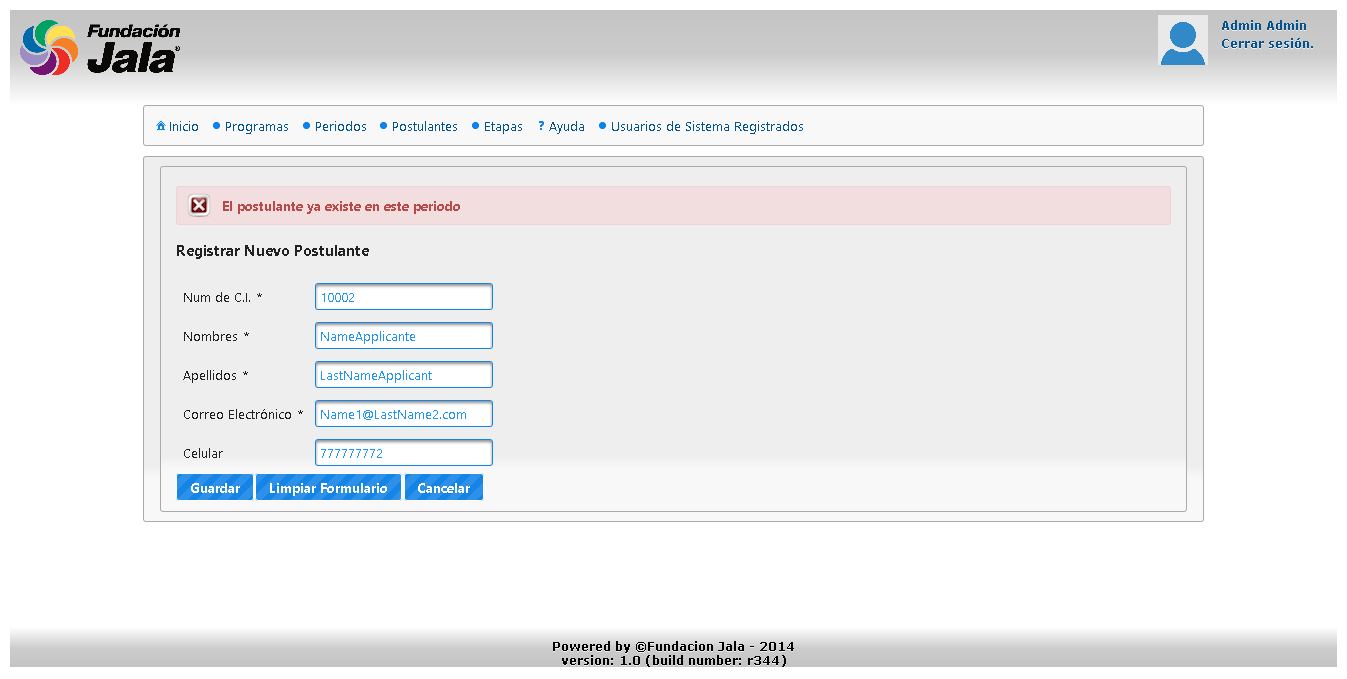 Fundación
Jala®
Admin Admin
Cerrar sesión.
Inicio Programas Periodos Postulantes Etapas ? Ayuda Usuarios de Sistema Registrados
El postulante ya existe en este periodo
Registrar Nuevo Postulante
Num de C.I. * 10002
Nombres * NameApplicante
Apellidos * LastNameApplicant
Correo Electrónico * Name1@LastName2.com
Celular 777777772
Guardar Limpiar Formulario Cancelar
Powered by ©Fundacion Jala - 2014
version: 1.0 (build number: r344)